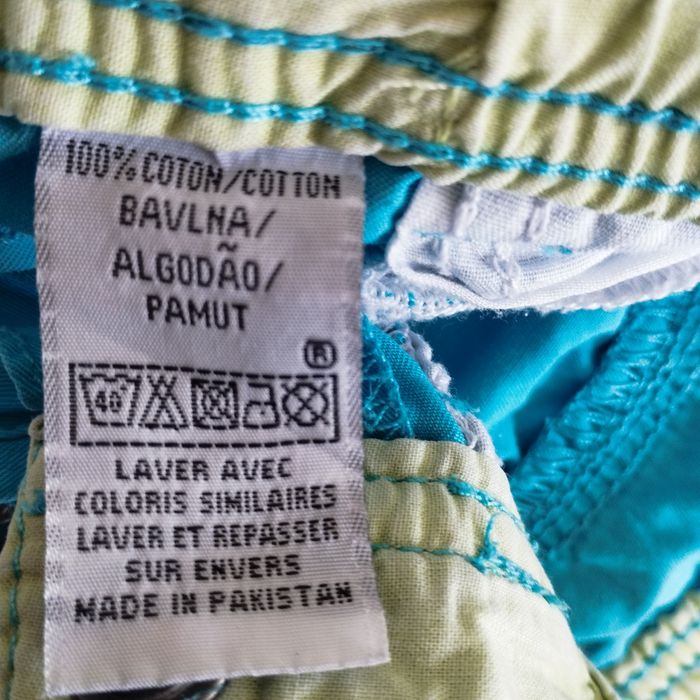 100% COTON/COTTON
BAVLNA/
ALGODÃO/
PAMUT
®
40
LAVER AVEC
COLORIS SIMILAIRES
LAVER ET REPASSER
SUR ENVERS
MADE IN PAKISTAN